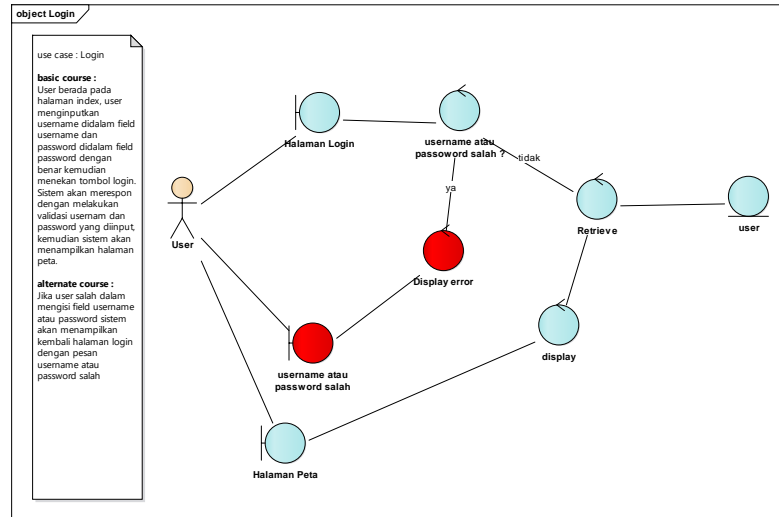 object Login
use case : Login
basic course :
User berada pada
halaman index, user
menginputkan
username didalam field
username dan
password didalam field
password dengan
benar kemudian
menekan tombol login.
Sistem akan merespon
dengan melakukan
validasi usernam dan
password yang diinput,
kemudian sistem akan
menampilkan halaman
peta.
alternate course :
Jika user salah dalam
mengisi field username
atau password sistem
akan menampilkan
kembali halaman login
dengan pesan
username atau
password salah
User
Halaman Login
username atau
passoword salah ?
tidak
ya
Retrieve
user
Display error
username atau
password salah
display
Halaman Peta